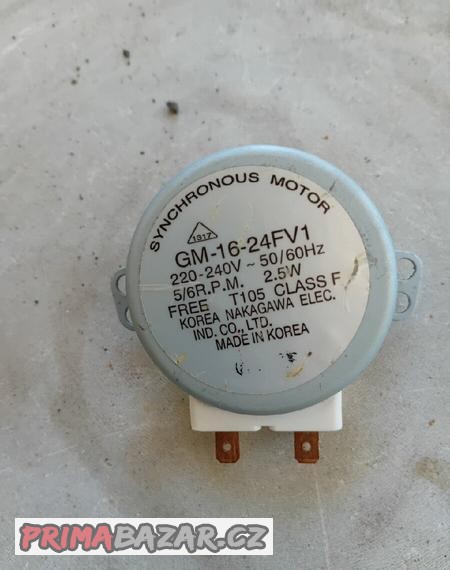 SYNCHRONOUS MOTOR
1317
GM-16-24FV1
220-240V ~ 50/60Hz
5/6R.P.M. 2.5W
FREE T105 CLASS F
KOREA NAKAGAWA ELEC.
IND. CO., LTD.
MADE IN KOREA
PRIMABAZAR.CZ